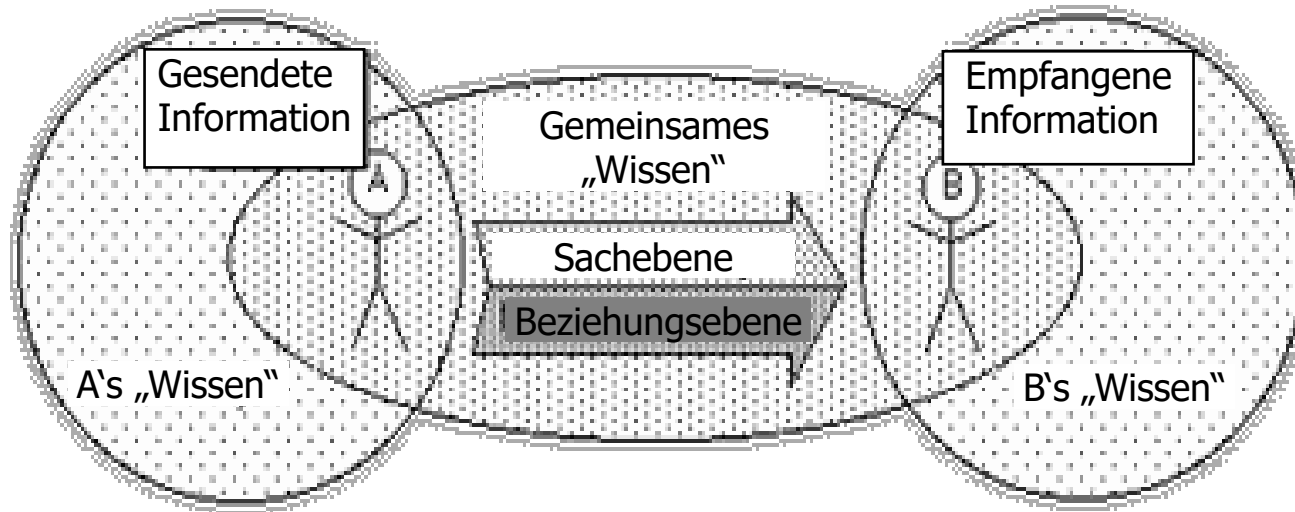 Gesendete
Information
Empfangene
Information
Gemeinsames
„Wissen“
A
B
Sachebene
Beziehungsebene
A‘s „Wissen“
B‘s „Wissen“